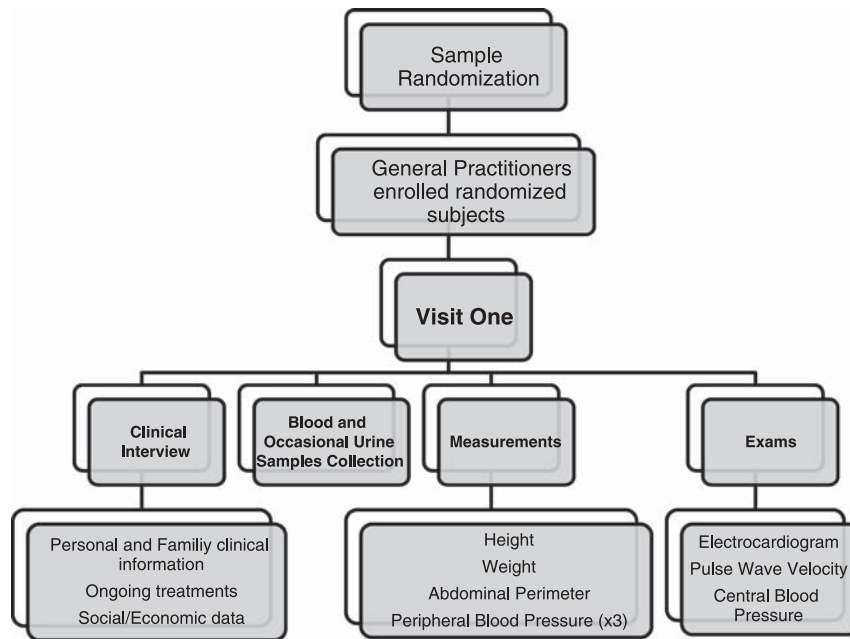 Sample
Randomization
General Practitioners
enrolled randomized
subjects
Visit One
Clinical
Interview
Blood and
Occasional Urine
Samples Collection
Measurements
Exams
Personal and Familiy clinical
information
Ongoing treatments
Social/Economic data
Height
Weight
Abdominal Perimeter
Peripheral Blood Pressure (x3)
Electrocardiogram
Pulse Wave Velocity
Central Blood
Pressure